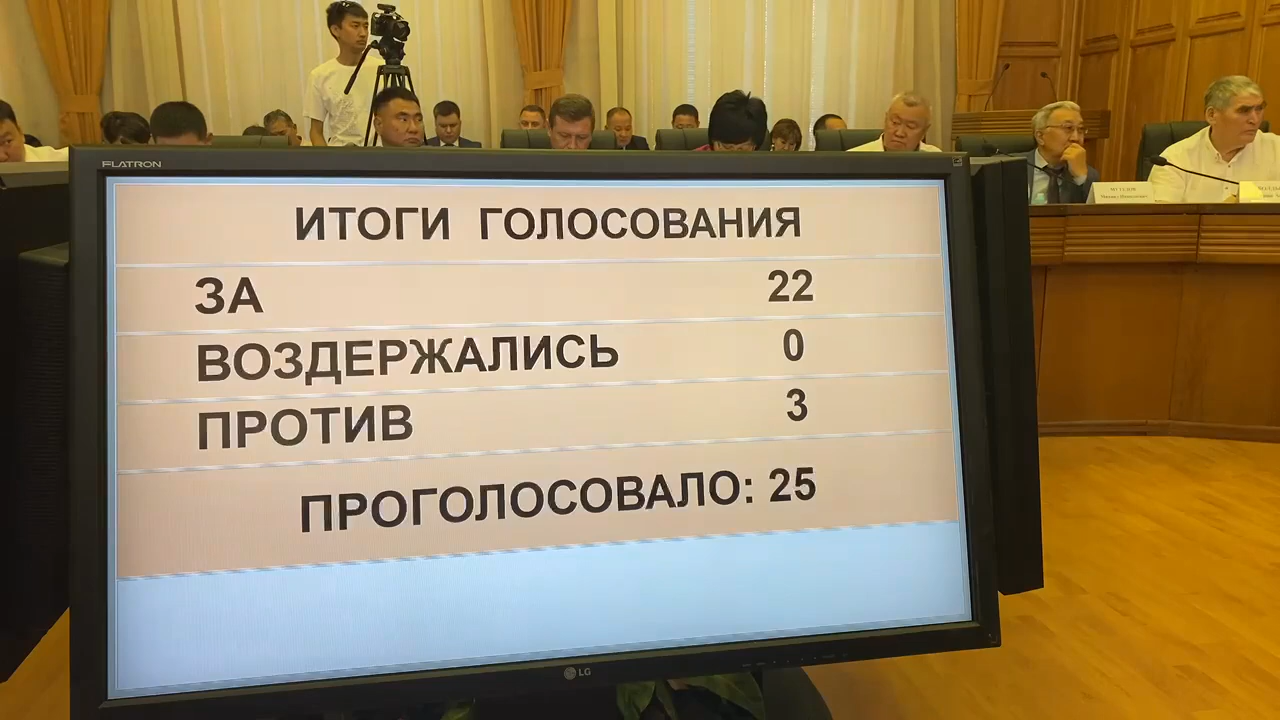 FLATRON
ИТОГИ ГОЛОСОВАНИЯ
ЗА 22
ВОЗДЕРЖАЛИСЬ 0
ПРОТИВ 3
ПРОГОЛОСОВАЛО: 25
LG